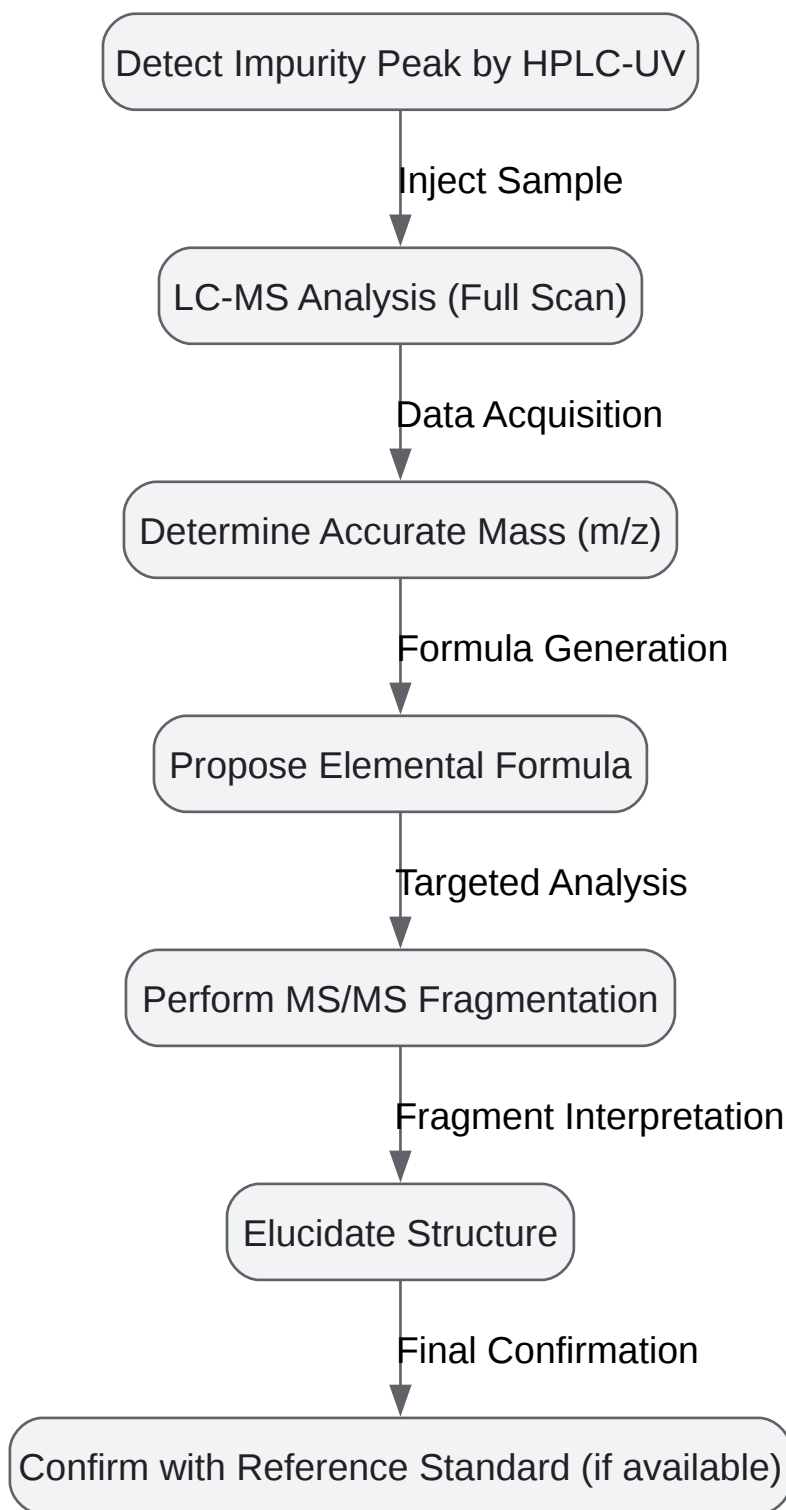 Detect Impurity Peak by HPLC-UV
Inject Sample
LC-MS Analysis (Full Scan)
Data Acquisition
Determine Accurate Mass (m/z)
Formula Generation
Propose Elemental Formula
Targeted Analysis
Perform MS/MS Fragmentation
Fragment Interpretation
Elucidate Structure
Final Confirmation
Confirm with Reference Standard (if available)